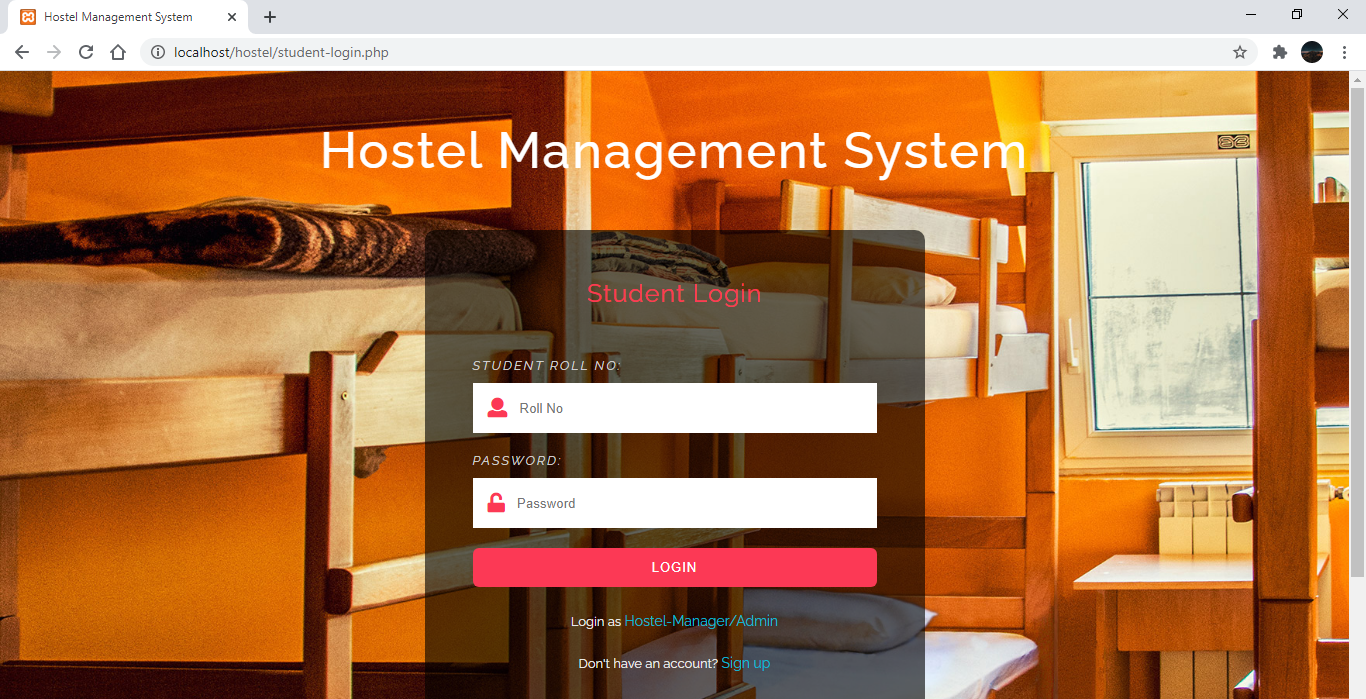 Hostel Management System
localhost/hostel/student-login.php
Hostel Management System
Student Login
STUDENT ROLL NO:
Roll No
PASSWORD:
Password
LOGIN
Login as Hostel-Manager/Admin
Don't have an account? Sign up